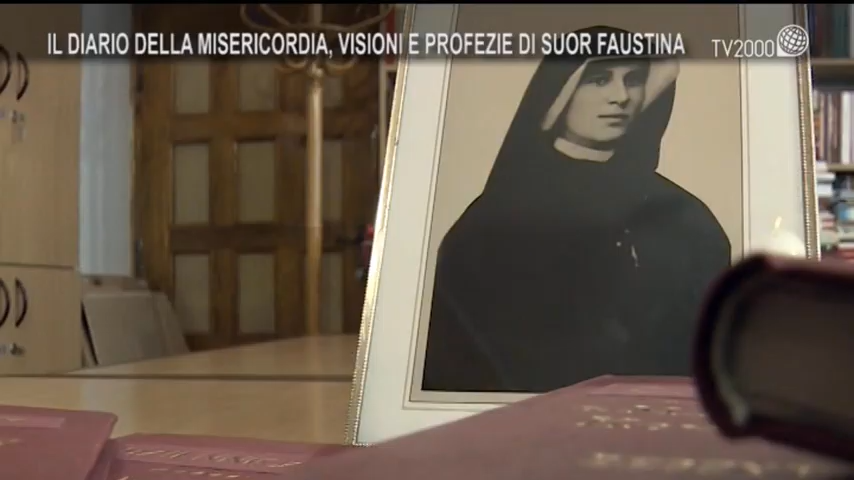 IL DIARIO DELLA MISERICORDIA, VISIONI E PROFEZIE DI SUOR FAUSTINA
TV2000